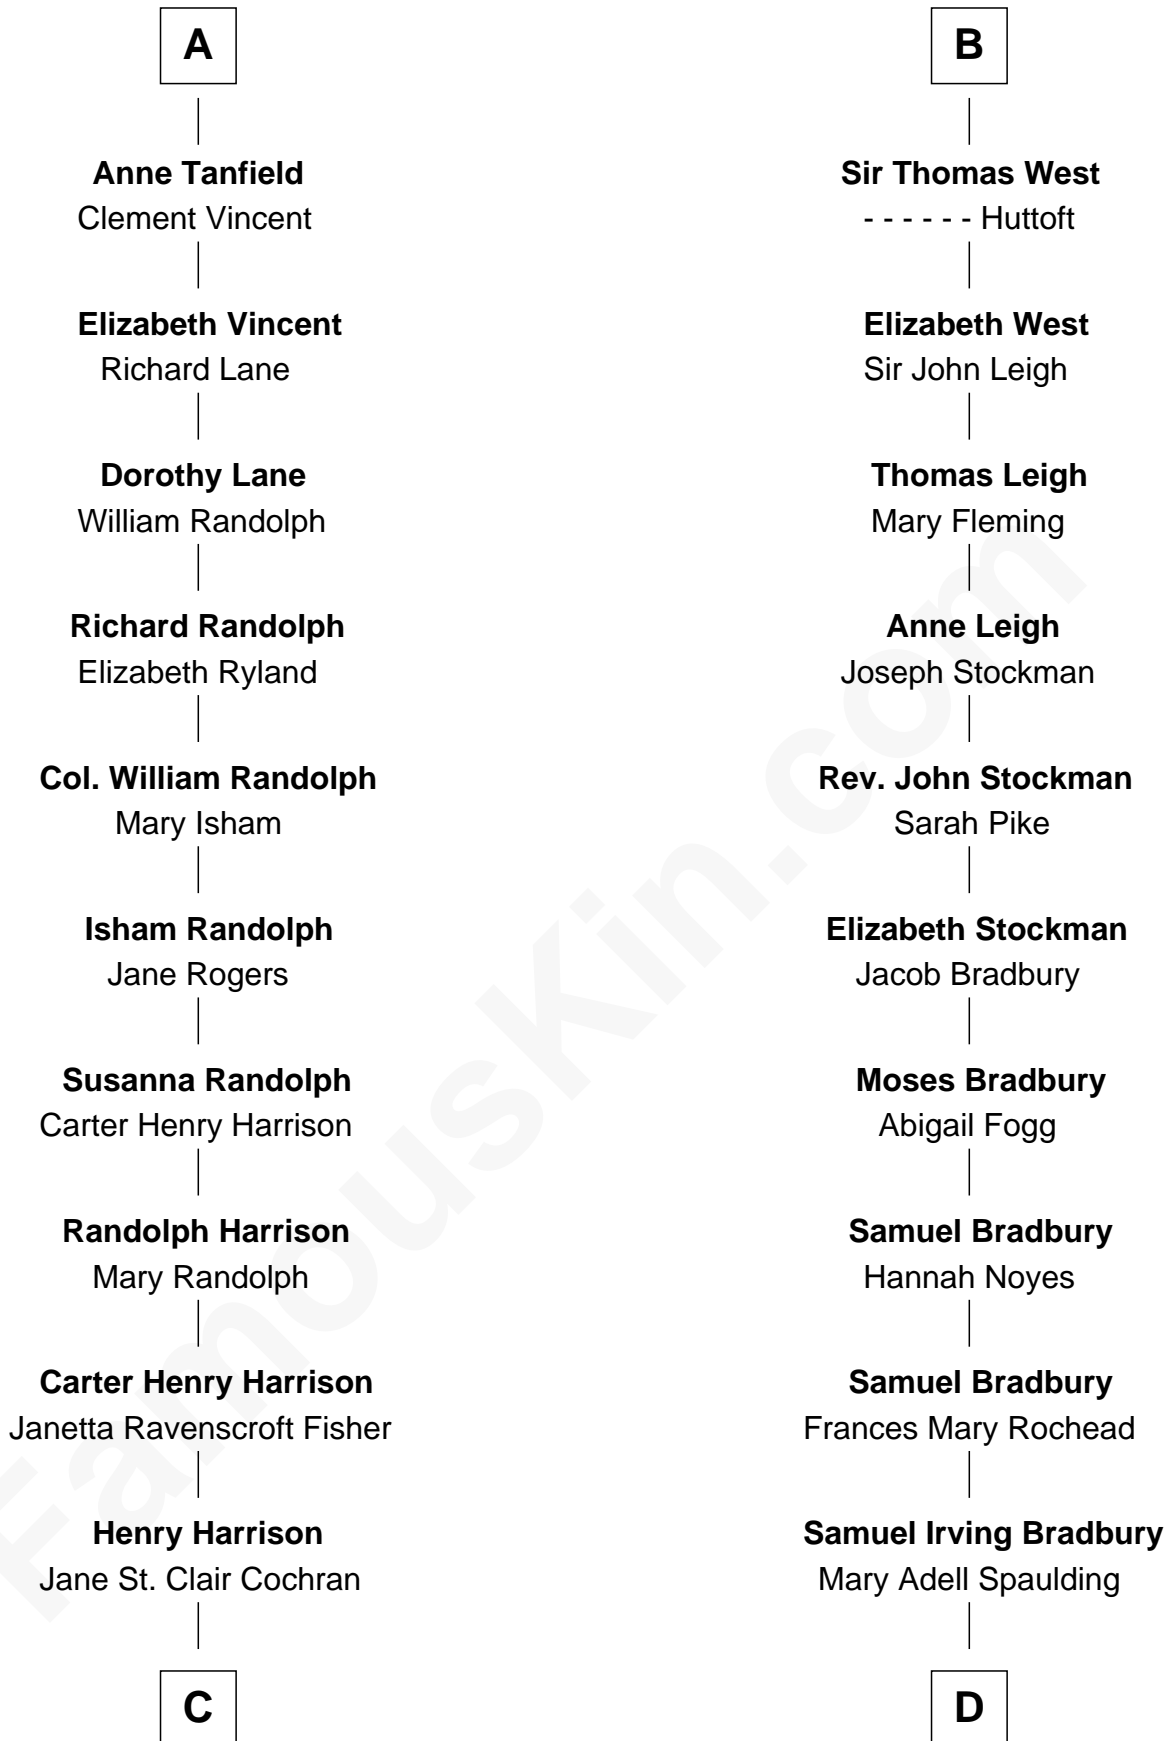 A
Anne Tanfield
Clement Vincent
Elizabeth Vincent
Richard Lane
Dorothy Lane
William Randolph
Richard Randolph
Elizabeth Ryland
Col. William Randolph
Mary Isham
Isham Randolph
Jane Rogers
Susanna Randolph
Carter Henry Harrison
Randolph Harrison
Mary Randolph
Carter Henry Harrison
Janetta Ravenscroft Fisher
Henry Harrison
Jane St. Clair Cochran
C
B
Sir Thomas West
- - - - - - Huttoft
Elizabeth West
Sir John Leigh
Thomas Leigh
Mary Fleming
Anne Leigh
Joseph Stockman
Rev. John Stockman
Sarah Pike
Elizabeth Stockman
Jacob Bradbury
Moses Bradbury
Abigail Fogg
Samuel Bradbury
Hannah Noyes
Samuel Bradbury
Frances Mary Rochead
Samuel Irving Bradbury
Mary Adell Spaulding
D
FamousKin.com